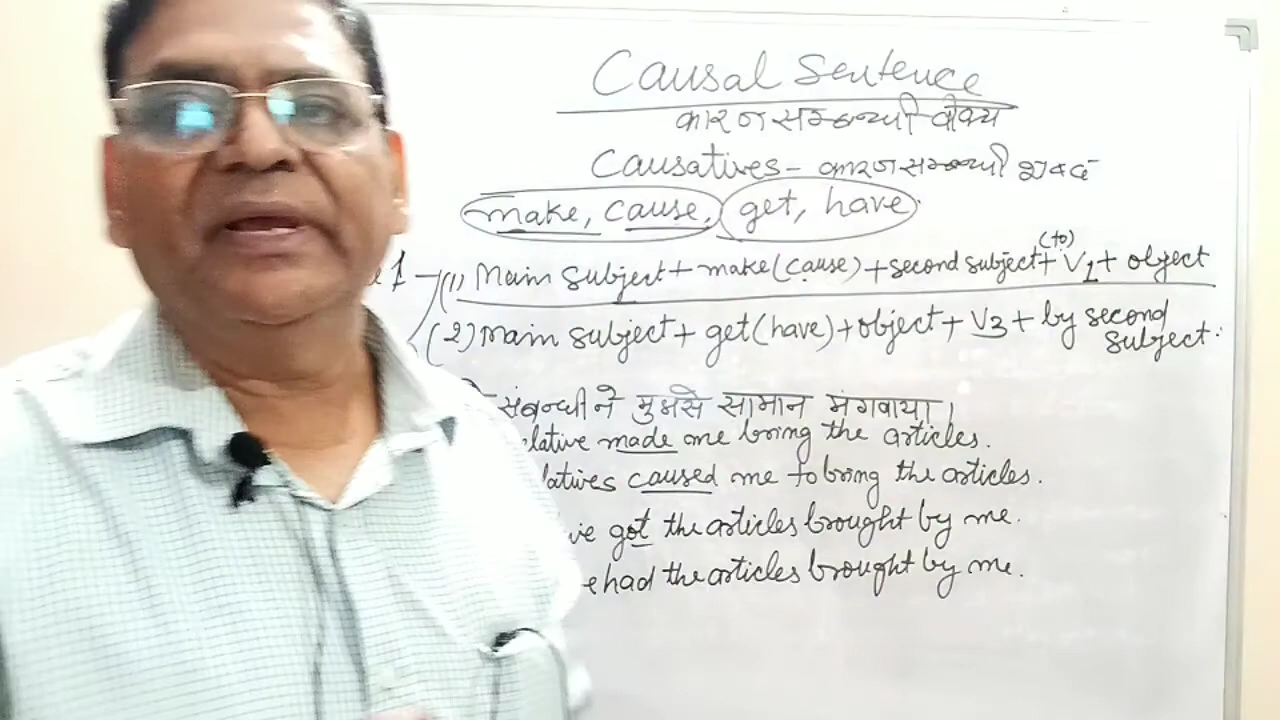 Causal Sentence
कारण सम्बन्धी वाक्य
Causatives - कारण सम्बन्धी शब्द
make, cause, get, have
1 (1) Main subject + make (cause) + second subject + (to) V1 + object
(2) Main subject + get (have) + object + V3 + by second subject.
संबन्धी ने मुझसे सामान मंगवाया।
elative made me bring the articles.
latives caused me to bring the articles.
ve got the articles brought by me.
e had the articles brought by me.